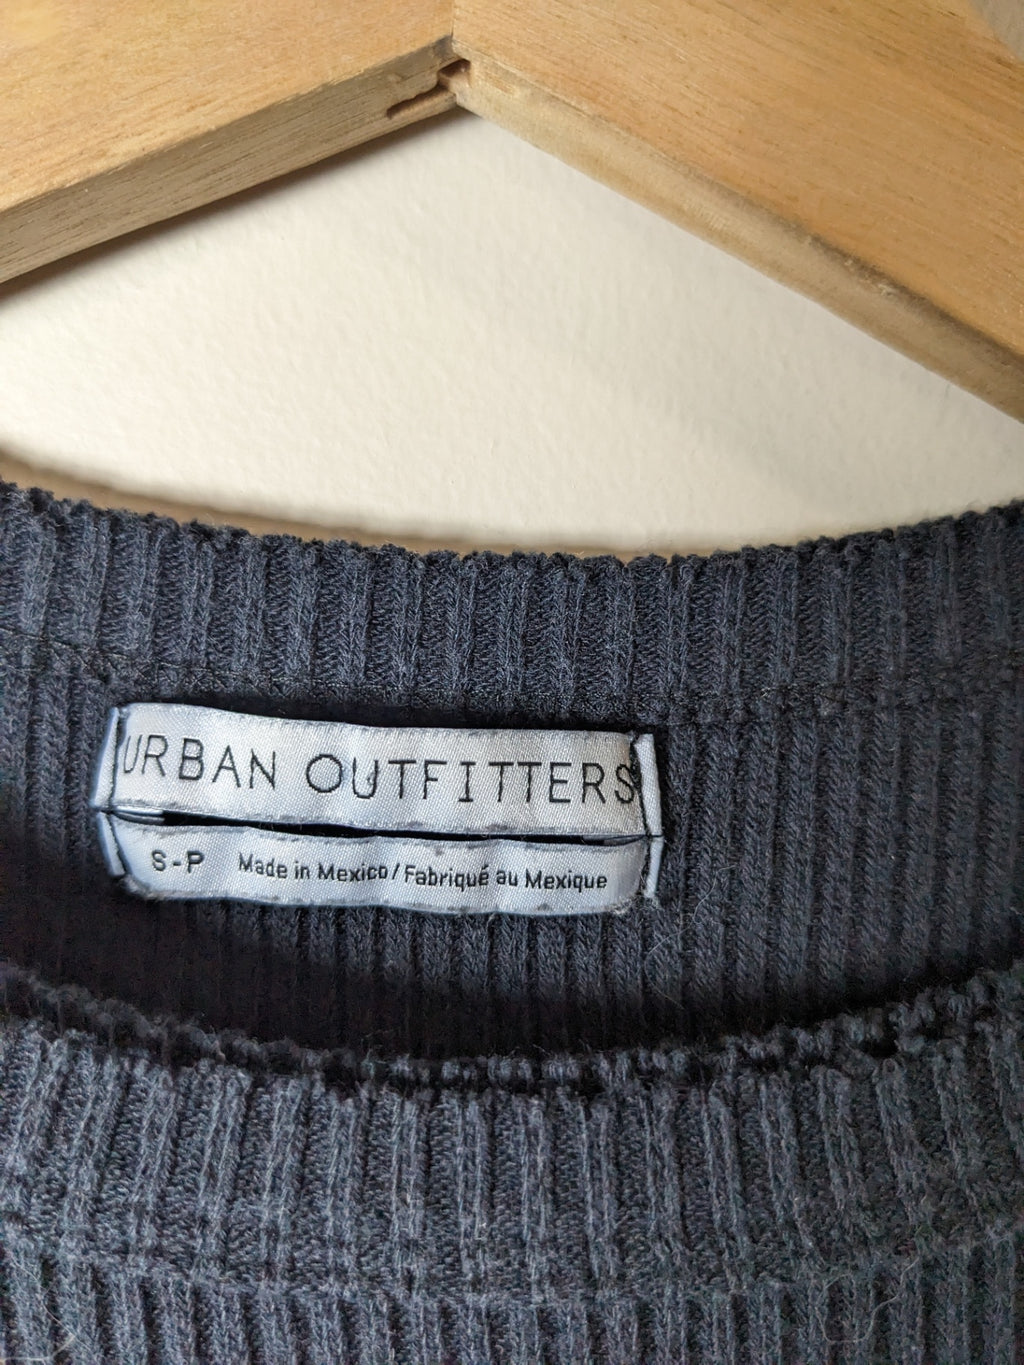 URBAN OUTFITTERS
S-P Made in Mexico / Fabriqué au Mexique